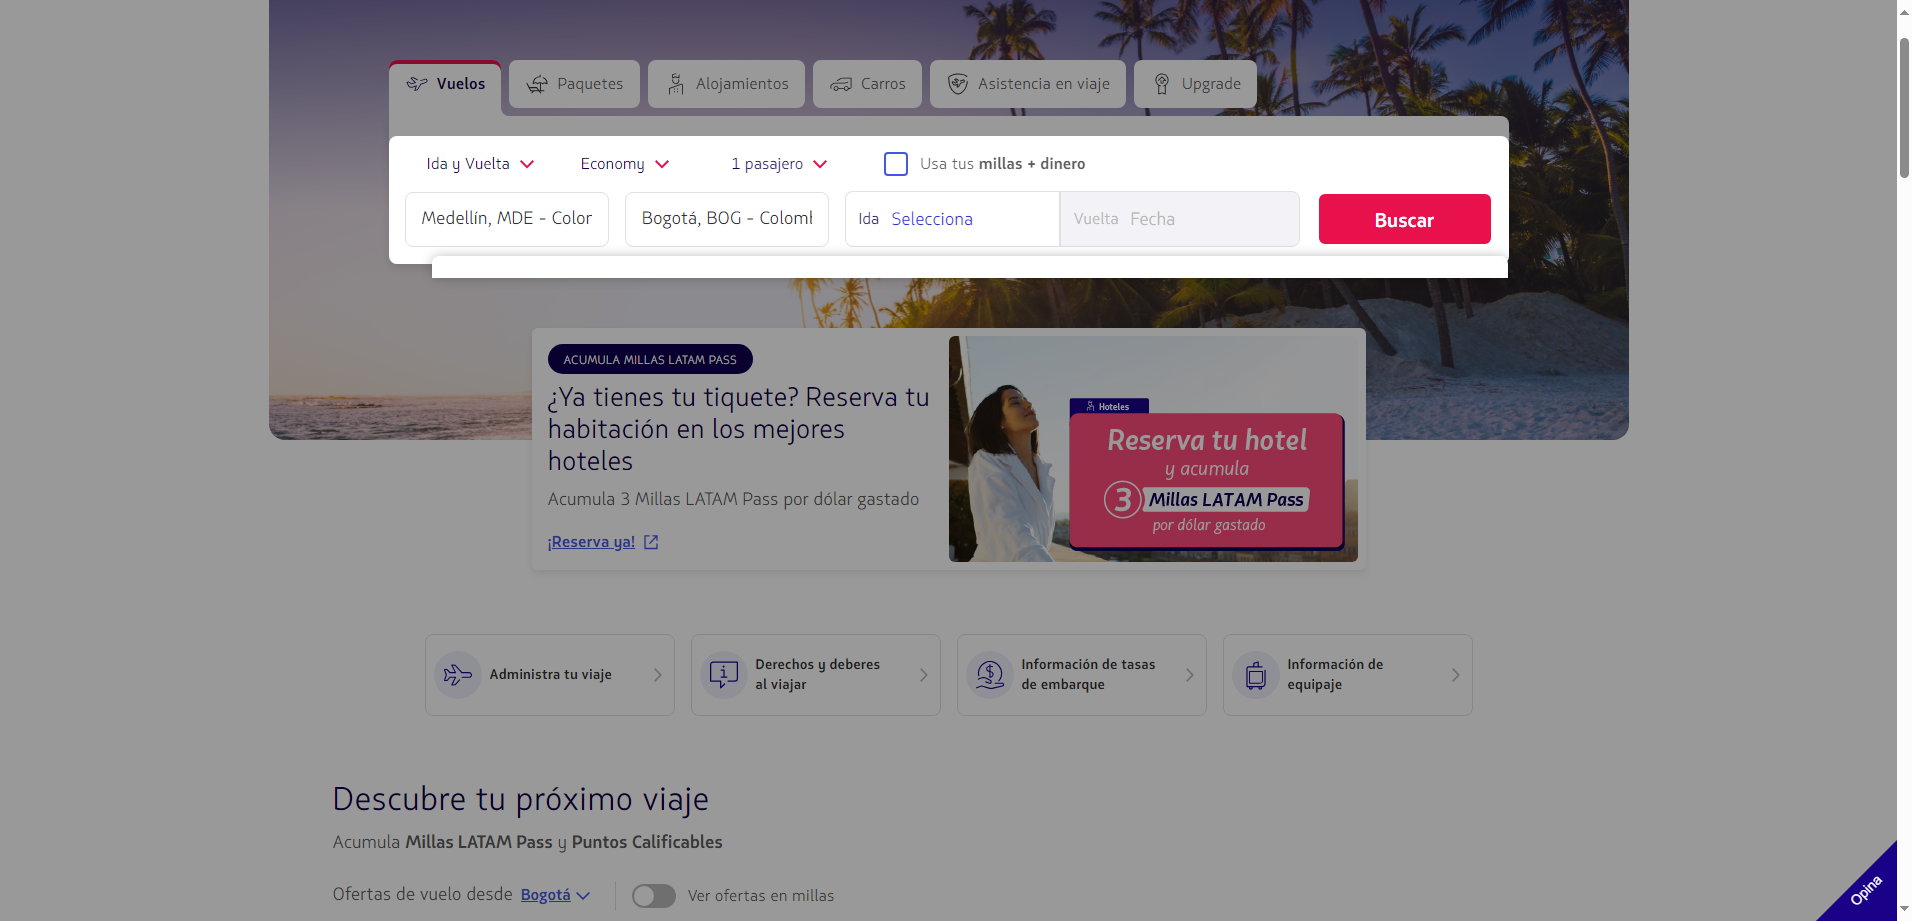 Vuelos
Paquetes
Alojamientos
Carros
Asistencia en viaje
Upgrade
Ida y Vuelta
Economy
1 pasajero
Usa tus millas + dinero
Medellín, MDE - Color
Bogotá, BOG - Colom
Ida Selecciona
Vuelta Fecha
Buscar
ACUMULA MILLAS LATAM PASS
¿Ya tienes tu tiquete? Reserva tu
habitación en los mejores
hoteles
Acumula 3 Millas LATAM Pass por dólar gastado
¡Reserva ya!
Hoteles
Reserva tu hotel
y acumula
3 Millas LATAM Pass
por dólar gastado
Administra tu viaje
Derechos y deberes
al viajar
Información de tasas
de embarque
Información de
equipaje
Descubre tu próximo viaje
Acumula Millas LATAM Pass y Puntos Calificables
Ofertas de vuelo desde Bogotá
Ver ofertas en millas
Opina